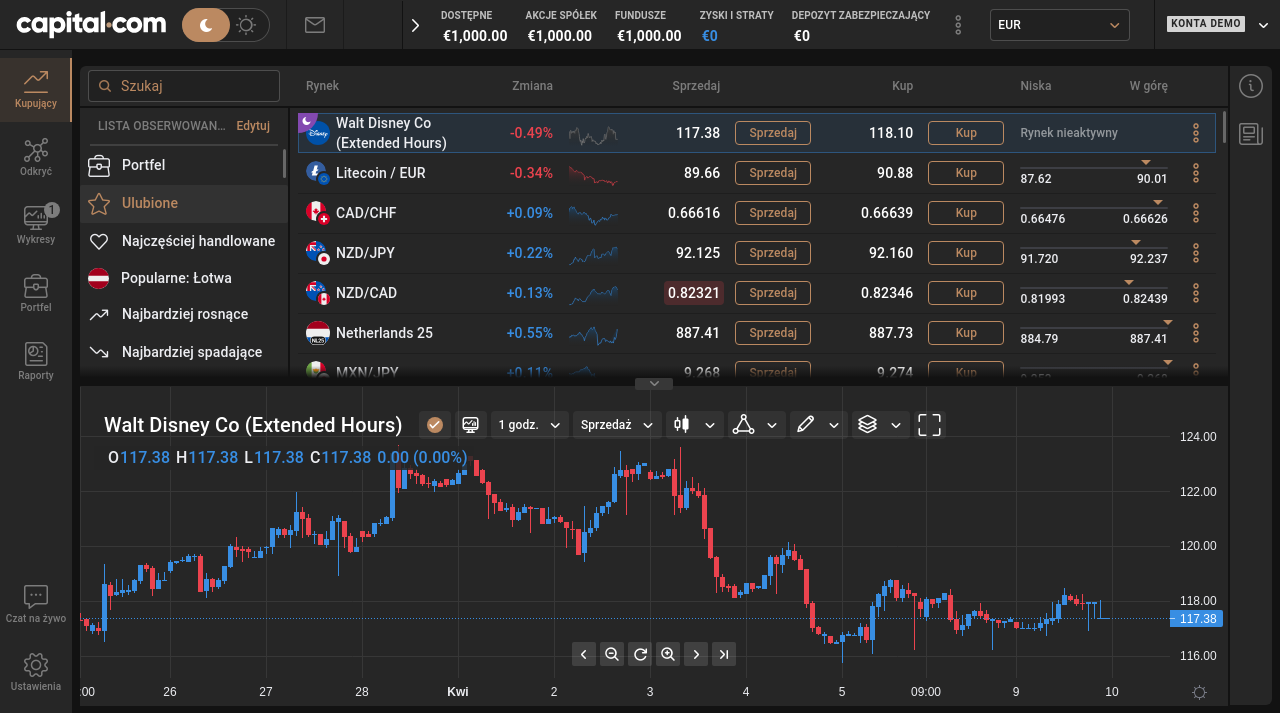 capital.com
DOSTĘPNE
€1,000.00
AKCJE SPÓŁEK
€1,000.00
FUNDUSZE
€1,000.00
ZYSKI I STRATY
€0
DEPOZYT ZABEZPIECZAJĄCY
€0
EUR
KONTO DEMO
Kupujący
Odkryć
1
Wykresy
Portfel
Raporty
Czat na żywo
Ustawienia
Szukaj
LISTA OBSERWOWAN... Edytuj
Portfel
Ulubione
Najczęściej handlowane
Popularne: Łotwa
Najbardziej rosnące
Najbardziej spadające
Rynek Zmiana Sprzedaj Kup Niska W górę
Walt Disney Co
(Extended Hours) -0.49% 117.38 Sprzedaj 118.10 Kup Rynek nieaktywny
Litecoin / EUR -0.34% 89.66 Sprzedaj 90.88 Kup 87.62 90.01
CAD/CHF +0.09% 0.66616 Sprzedaj 0.66639 Kup 0.66476 0.66626
NZD/JPY +0.22% 92.125 Sprzedaj 92.160 Kup 91.720 92.237
NZD/CAD +0.13% 0.82321 Sprzedaj 0.82346 Kup 0.81993 0.82439
NL25 Netherlands 25 +0.55% 887.41 Sprzedaj 887.73 Kup 884.79 887.41
MXN/JPY +0.11% 9.268 Sprzedaj 9.274 Kup
Walt Disney Co (Extended Hours) 1 godz. Sprzedaż
O117.38 H117.38 L117.38 C117.38 0.00 (0.00%)
124.00
122.00
120.00
118.00
117.38
116.00
:00 26 27 28 Kwi 2 3 4 5 09:00 9 10